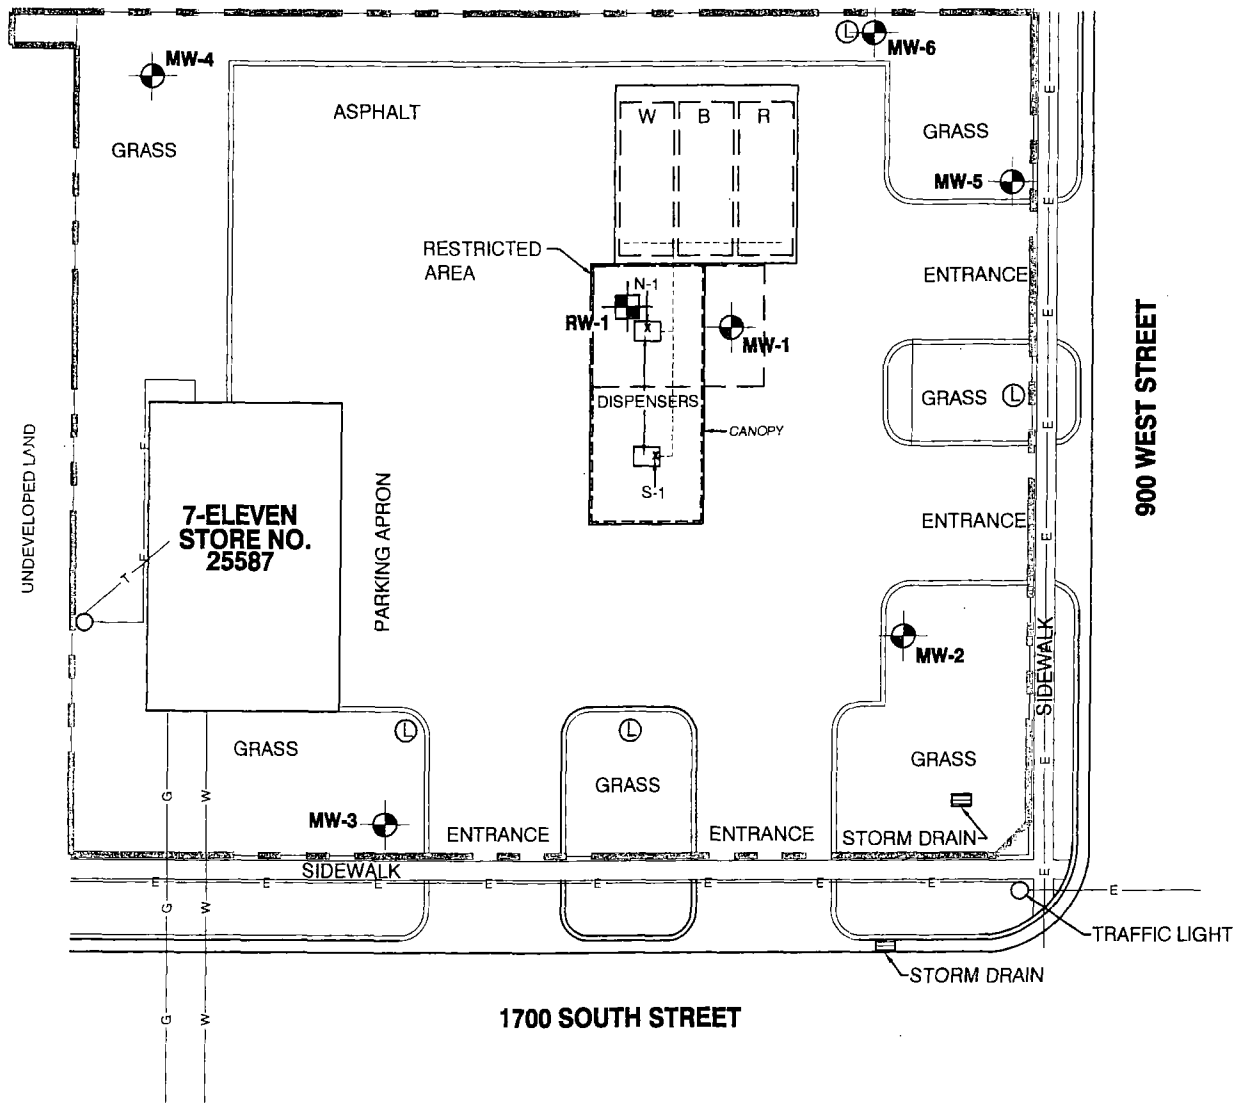 L
MW-6
MW-4
ASPHALT
W B R
GRASS
GRASS
MW-5
E
E
RESTRICTED
AREA
ENTRANCE
N-1
RW-1
MW-1
E
900 WEST STREET
DISPENSERS
GRASS
L
E
CANOPY
UNDEVELOPED LAND
E
E
PARKING APRON
7-ELEVEN
STORE NO.
25587
T
S-1
ENTRANCE
E
MW-2
SIDEWALK
E
L
L
GRASS
GRASS
GRASS
E
G W
MW-3
ENTRANCE
ENTRANCE
STORM DRAIN
SIDEWALK
E E E E E E E E
E
E
G W
TRAFFIC LIGHT
STORM DRAIN
1700 SOUTH STREET
G W